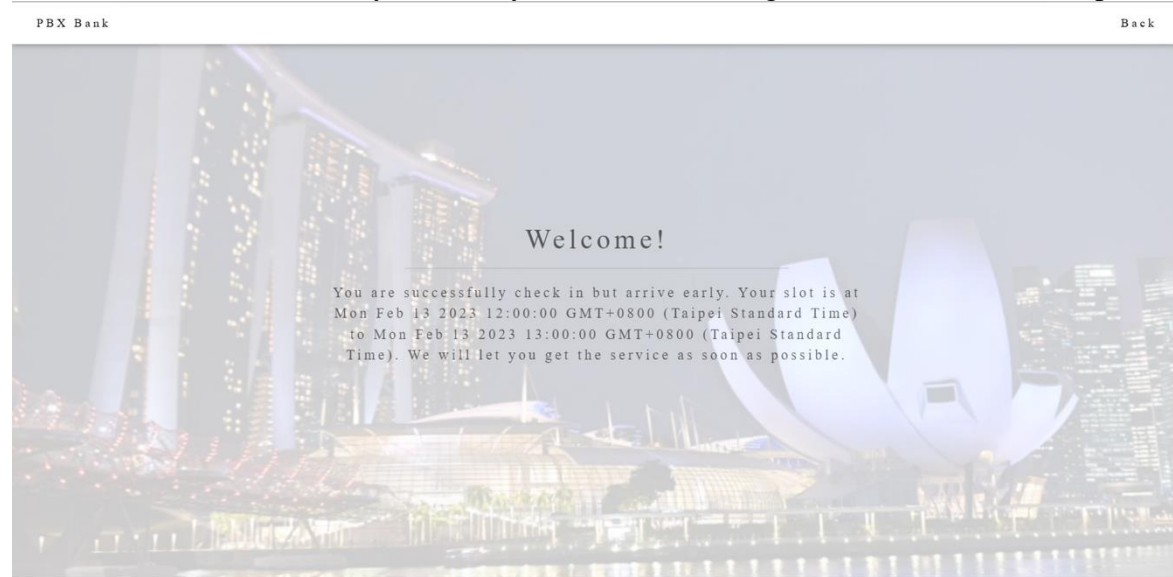 PBX Bank
Back
Welcome!
You are successfully check in but arrive early. Your slot is at
Mon Feb 13 2023 12:00:00 GMT+0800 (Taipei Standard Time)
to Mon Feb 13 2023 13:00:00 GMT+0800 (Taipei Standard
Time). We will let you get the service as soon as possible.